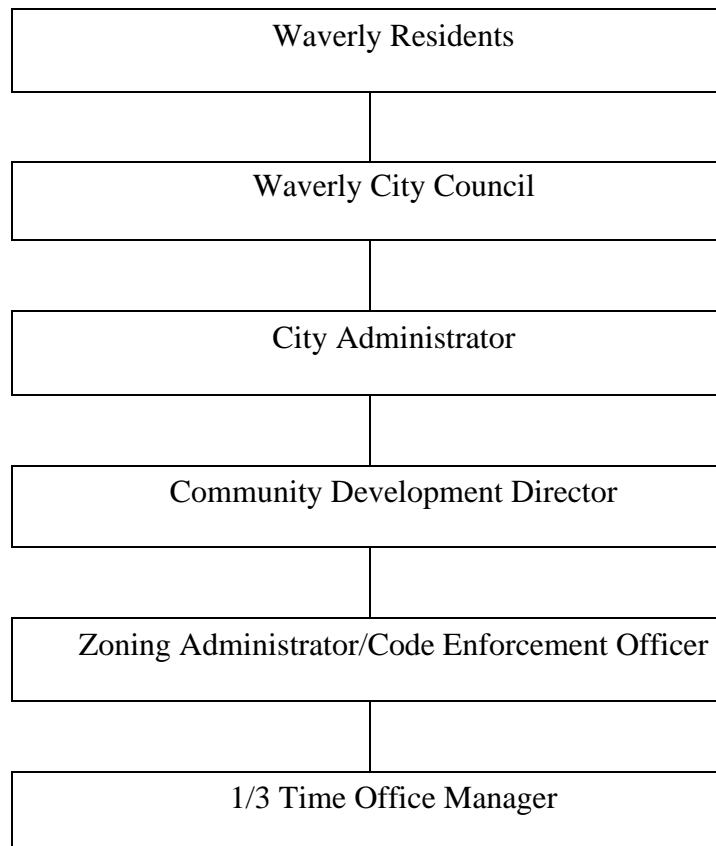 Waverly Residents
Waverly City Council
City Administrator
Community Development Director
Zoning Administrator/Code Enforcement Officer
1/3 Time Office Manager